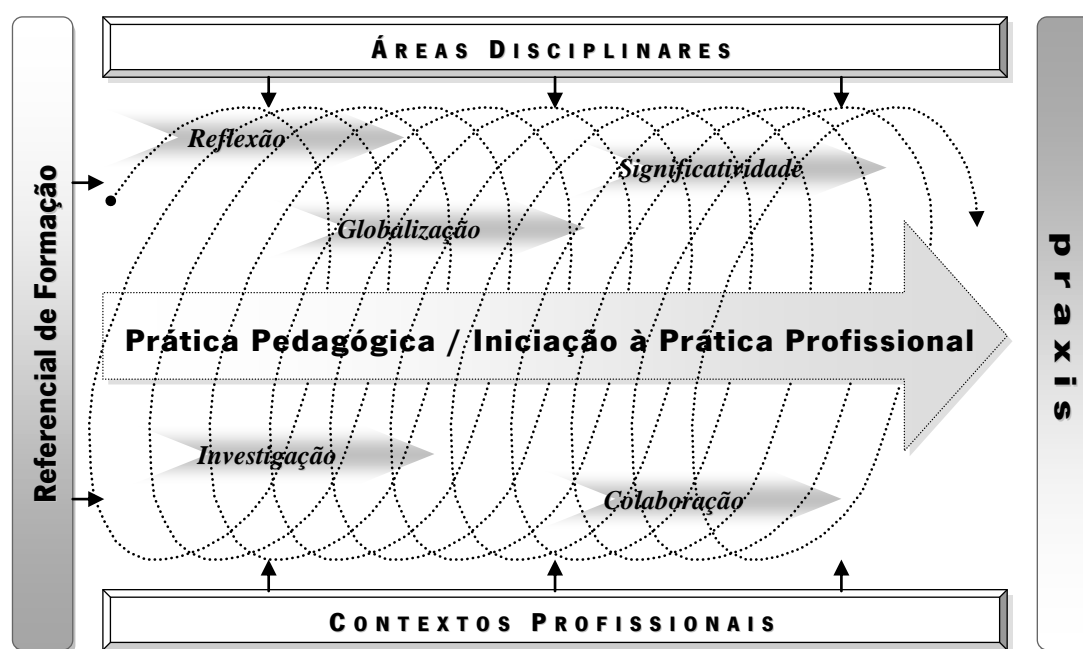 ÁREAS DISCIPLINARES
Referencial de Formação
Reflexão
Significatividade
Globalização
Prática Pedagógica / Iniciação à Prática Profissional
praxis
Investigação
Colaboração
CONTEXTOS PROFISSIONAIS